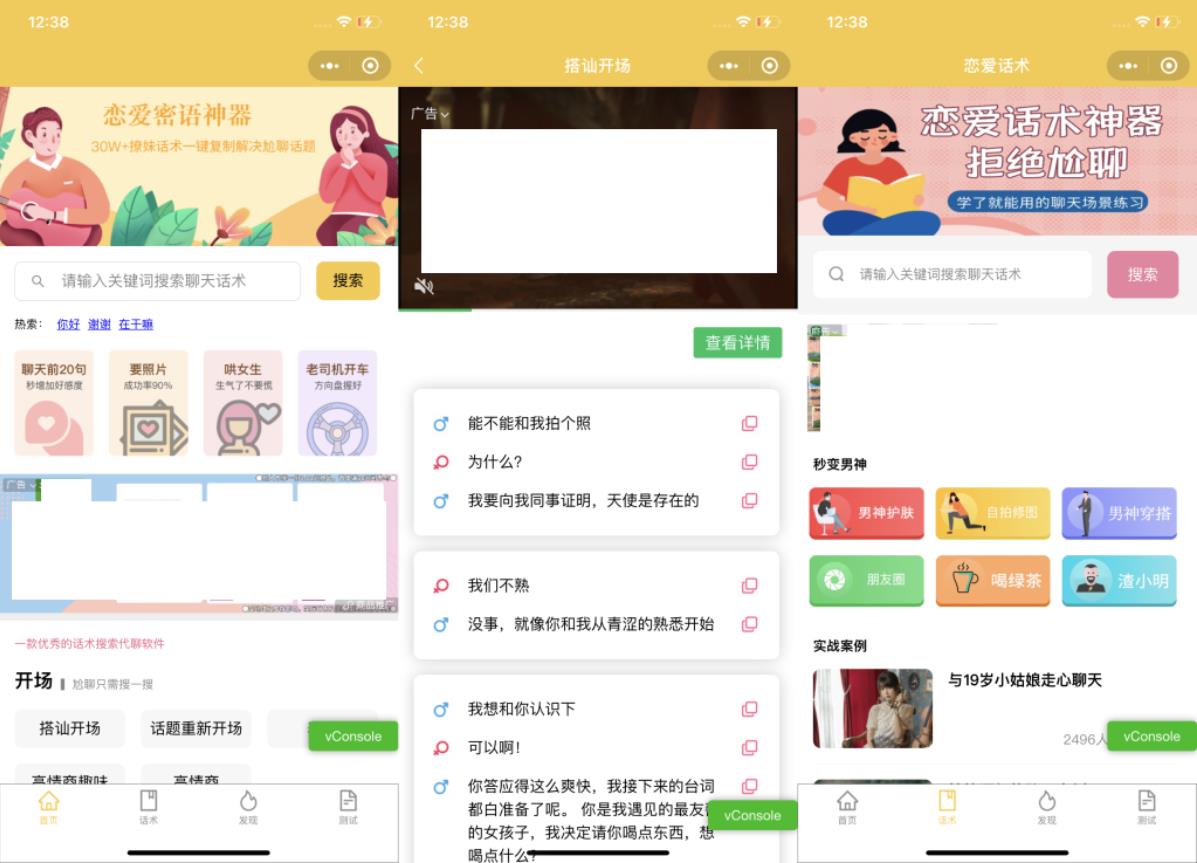 12:38
恋爱密语神器
30W+撩妹话术一键复制解决尬聊话题
请输入关键词搜索聊天话术
搜索
热索： 你好 谢谢 在干嘛
聊天前20句
秒增加好感度
要照片
成功率90%
哄女生
生气了不要慌
老司机开车
方向盘握好
广告
一款优秀的话术搜索代聊软件
开场
尬聊只需搜一搜
搭讪开场
话题重新开场
vConsole
高情商趣味
高情商
首页
话术
发现
测试
12:38
搭讪开场
广告
查看详情
能不能和我拍个照
为什么?
我要向我同事证明，天使是存在的
我们不熟
没事，就像你和我从青涩的熟悉开始
我想和你认识下
可以啊!
你答应得这么爽快，我接下来的台词
都白准备了呢。 你是我遇见的最友
的女孩子，我决定请你喝点东西，想
喝点什么?
vConsole
12:38
恋爱话术
恋爱话术神器
拒绝尬聊
学了就能用的聊天场景练习
请输入关键词搜索聊天话术
搜索
广告
秒变男神
男神护肤
自拍修图
男神穿搭
朋友圈
喝绿茶
渣小明
实战案例
与19岁小姑娘走心聊天
2496人
vConsole
首页
话术
发现
测试